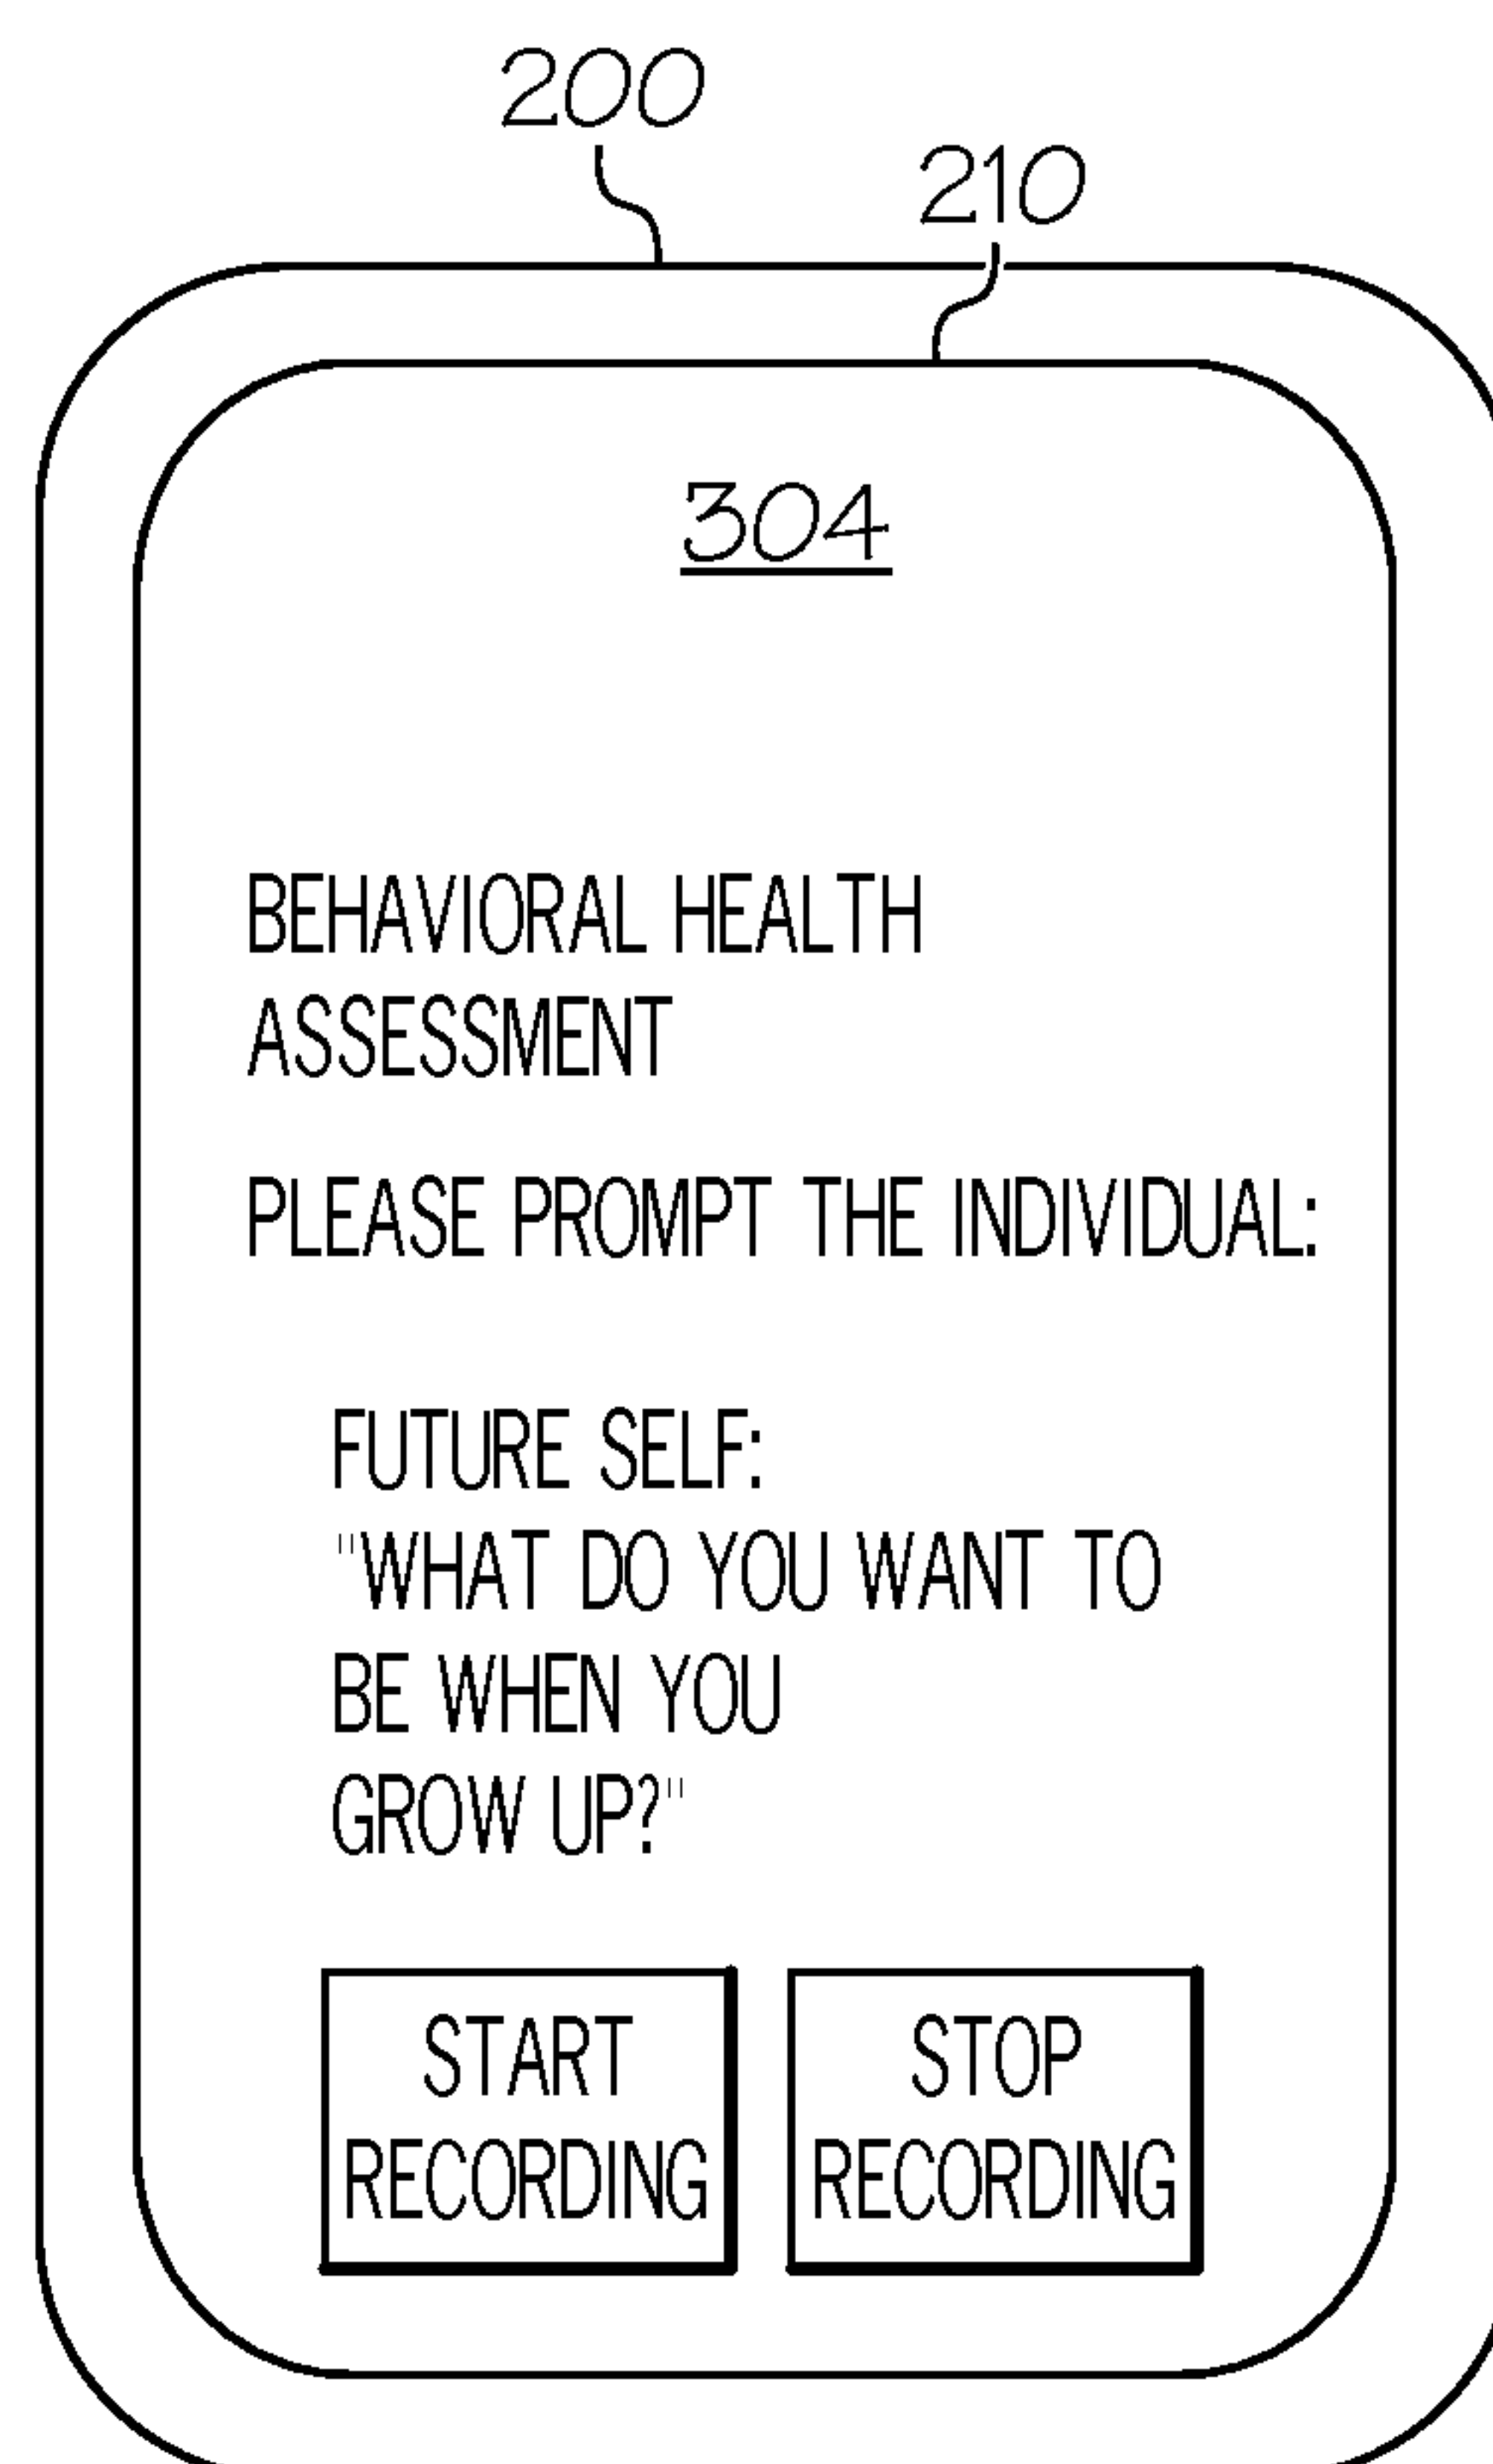 200
210
304
BEHAVIORAL HEALTH
ASSESSMENT
PLEASE PROMPT THE INDIVIDUAL:
FUTURE SELF:
"WHAT DO YOU WANT TO
BE WHEN YOU
GROW UP?"
START
RECORDING
STOP
RECORDING